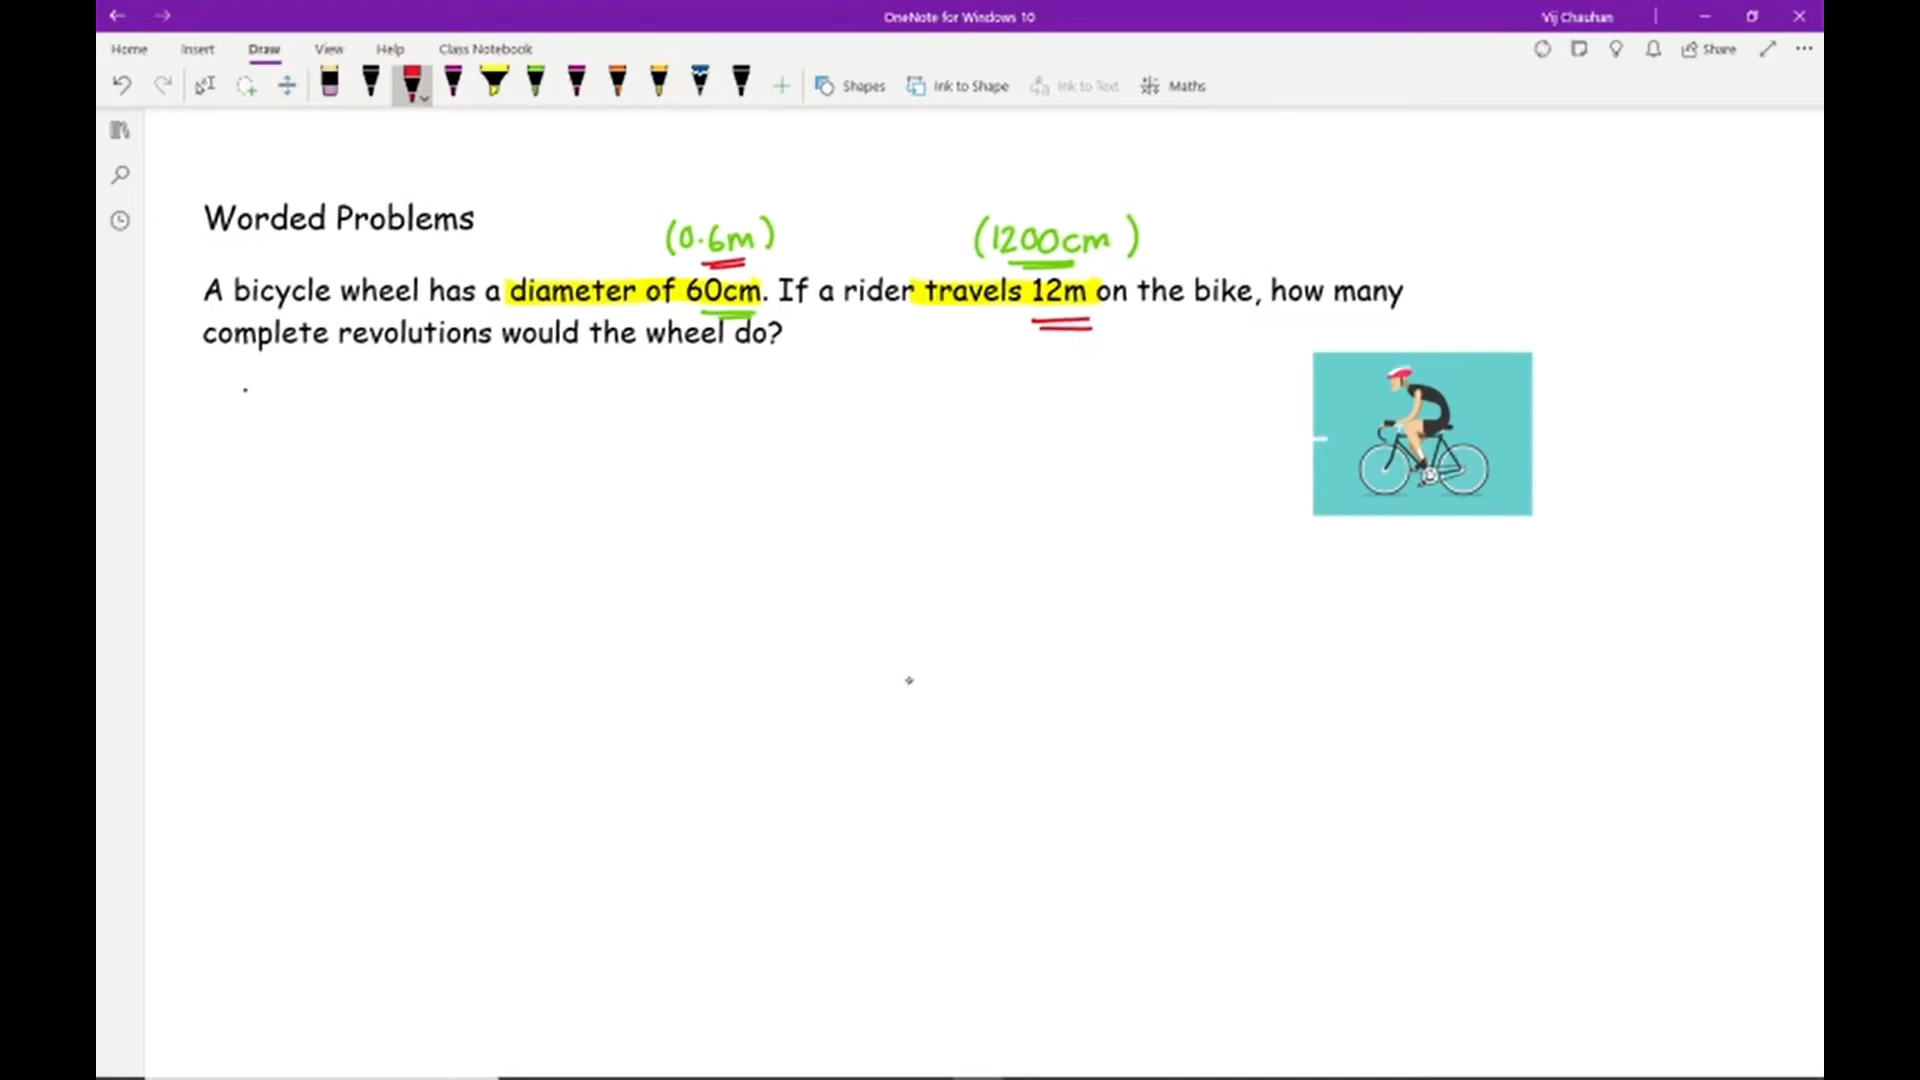 OneNote for Windows 10
Vij Chauhan
Home Insert Draw View Help Class Notebook
Share
Shapes Ink to Shape Ink to Text Maths
Worded Problems
(0.6m) (1200cm)
A bicycle wheel has a diameter of 60cm. If a rider travels 12m on the bike, how many
complete revolutions would the wheel do?